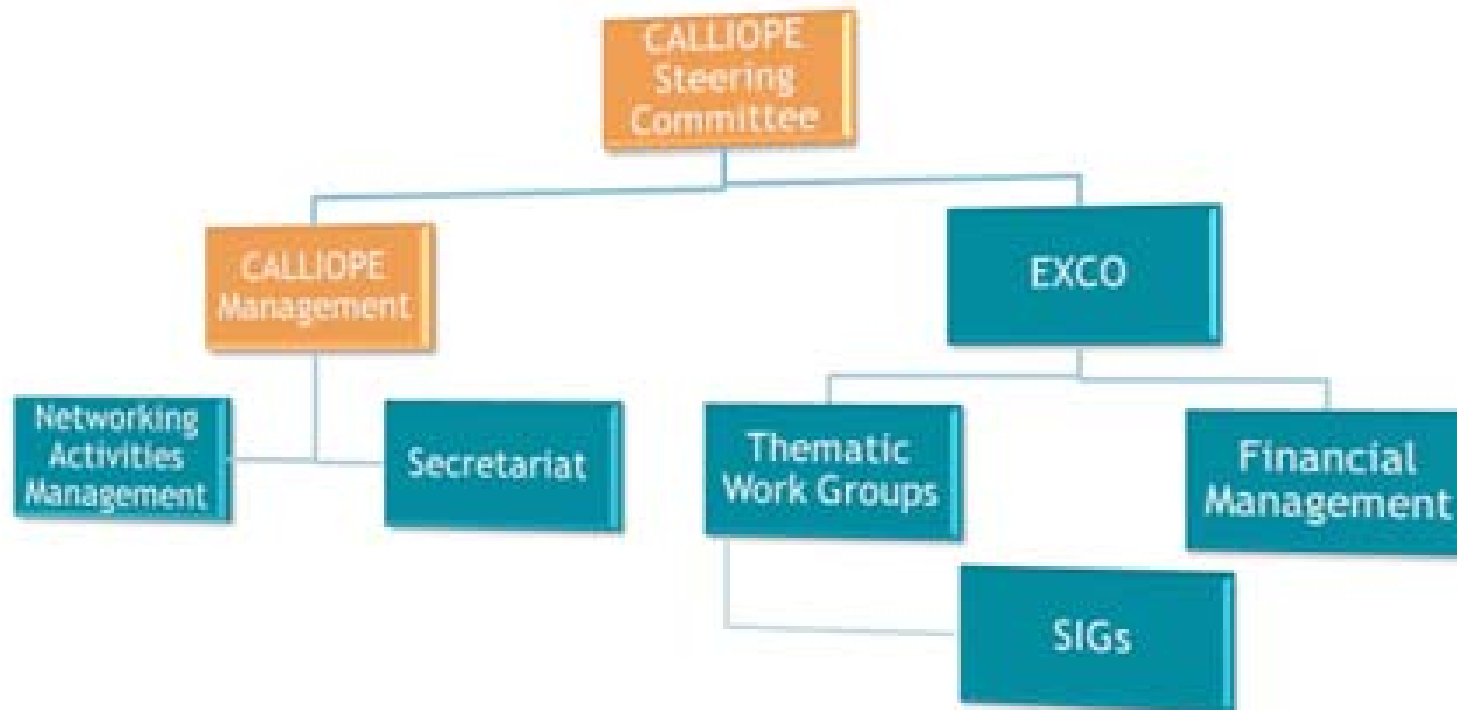 CALLIOPE
Steering
Committee
CALLIOPE
Management
EXCO
Networking
Activities
Management
Secretariat
Thematic
Work Groups
Financial
Management
SIGs